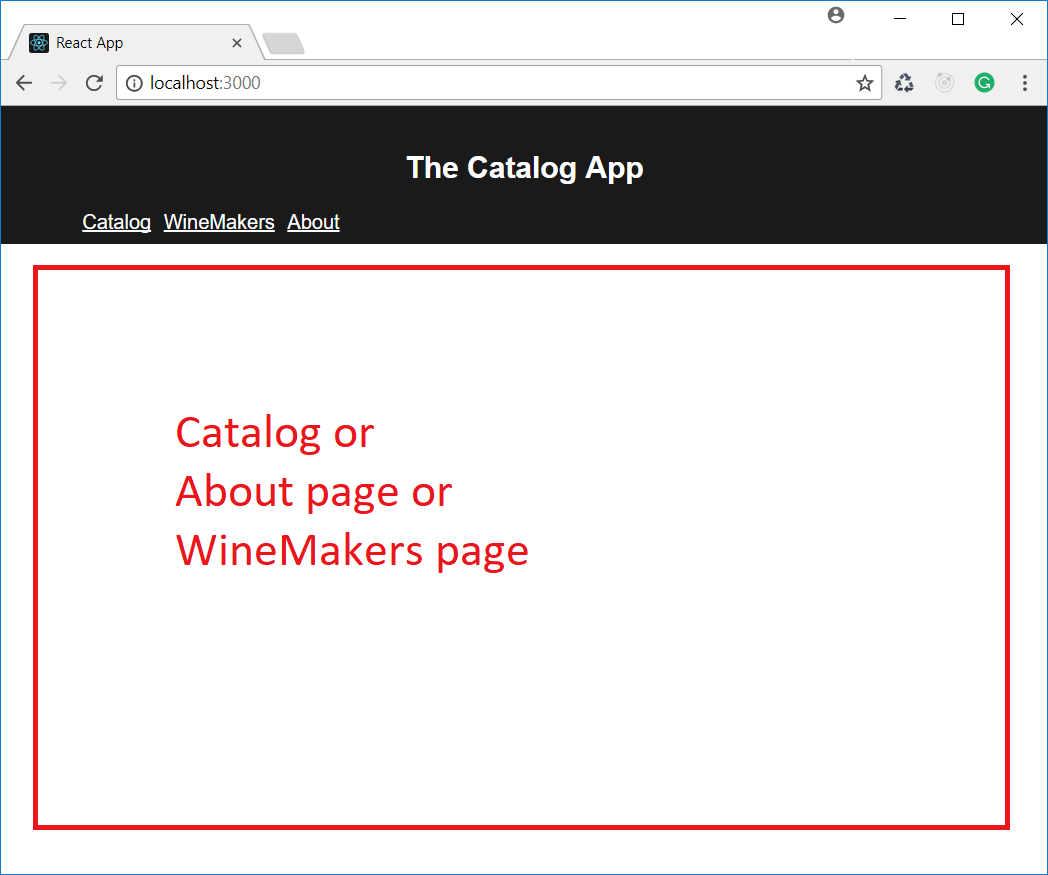 React App
localhost:3000
The Catalog App
Catalog WineMakers About
Catalog or
About page or
WineMakers page